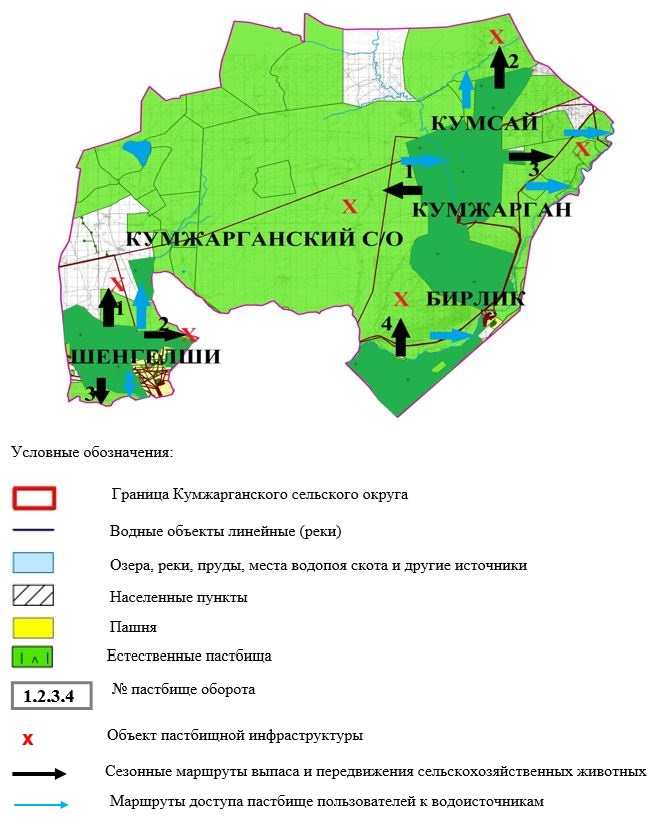 X
2
КУМСАЙ
X
1
3
X
КУМЖАРГАН
КУМЖАРГАНСКИЙ С/О
X
X
БИРЛИК
1
4
2
X
ШЕНГЕЛШИ
3
Условные обозначения:
Граница Кумжарганского сельского округа
Водные объекты линейные (реки)
Озера, реки, пруды, места водопоя скота и другие источники
Населенные пункты
Пашня
Естественные пастбища
1.2.3.4 № пастбище оборота
x Объект пастбищной инфраструктуры
Сезонные маршруты выпаса и передвижения сельскохозяйственных животных
Маршруты доступа пастбище пользователей к водоисточникам